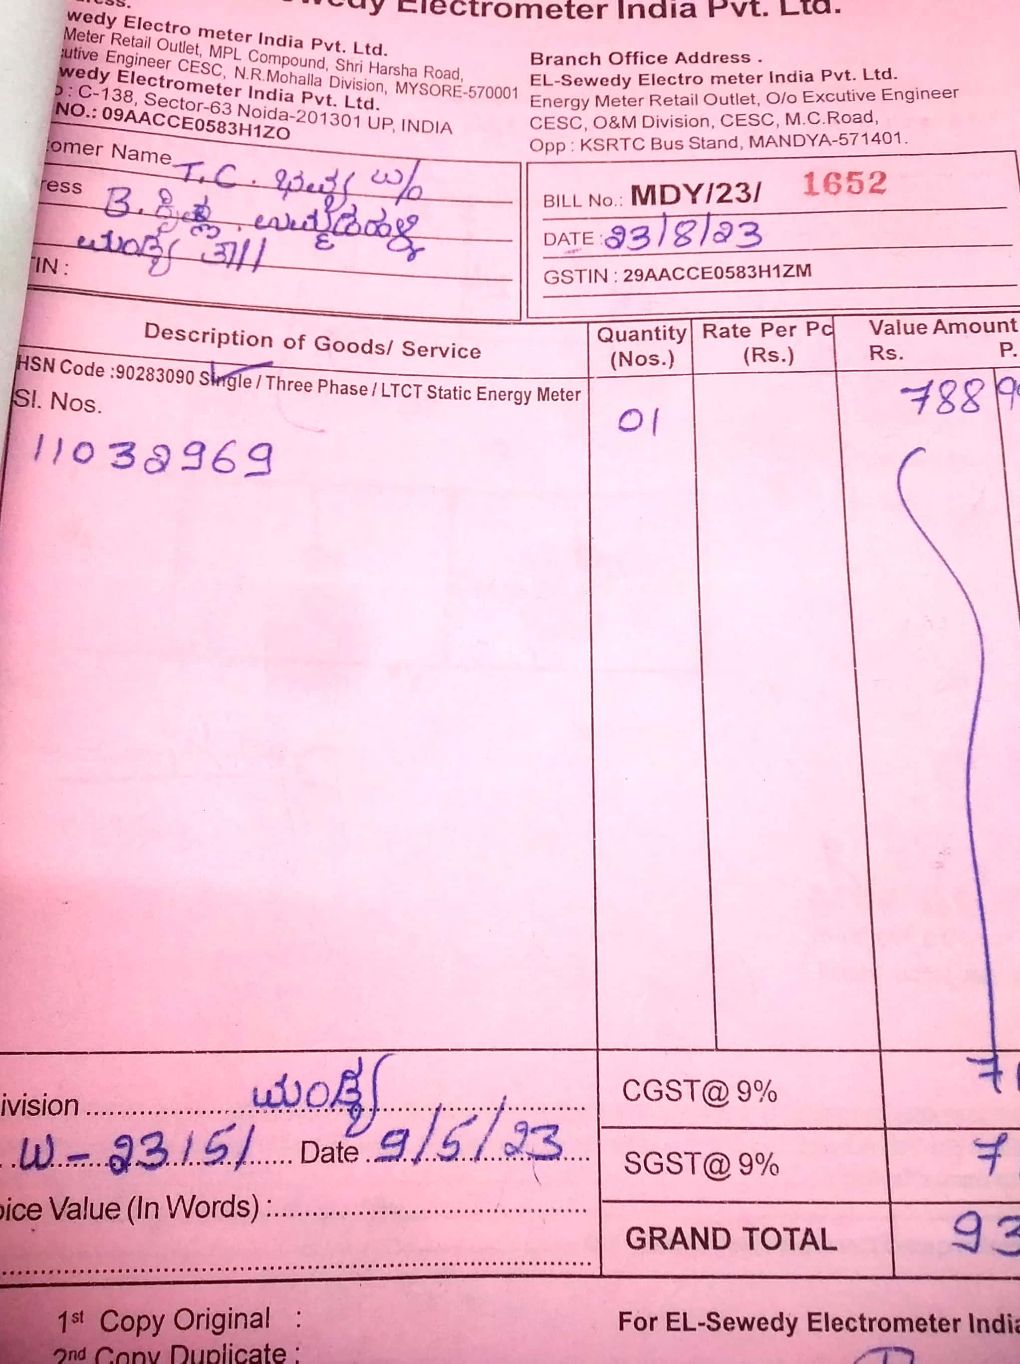 Electrometer India Pvt. Ltd.
wedy Electro meter India Pvt. Ltd.
Meter Retail Outlet, MPL Compound, Shri Harsha Road,
utive Engineer CESC, N.R.Mohalla Division, MYSORE-570001
wedy Electrometer India Pvt. Ltd.
: C-138, Sector-63 Noida-201301 UP, INDIA
NO.: 09AACCE0583H1ZO
Branch Office Address .
EL-Sewedy Electro meter India Pvt. Ltd.
Energy Meter Retail Outlet, O/o Excutive Engineer
CESC, O&M Division, CESC, M.C.Road,
Opp : KSRTC Bus Stand, MANDYA-571401.
omer Name T.C. W/o
ress B.
ಮಂಡ್ಯ
IN :
BILL No.: MDY/23/ 1652
DATE : 23/8/23
GSTIN : 29AACCE0583H1ZM
Description of Goods/ Service
Quantity (Nos.)
Rate Per Pc (Rs.)
Value Amount
Rs. P.
HSN Code :90283090 Single / Three Phase / LTCT Static Energy Meter
Sl. Nos.
11032969
01
788
ivision ಮಂಡ್ಯ
W-23151 Date 9/5/23
oice Value (In Words) :
CGST@ 9% 7
SGST@ 9% 7
GRAND TOTAL 93
1st Copy Original :
2nd Copy Duplicate :
For EL-Sewedy Electrometer India